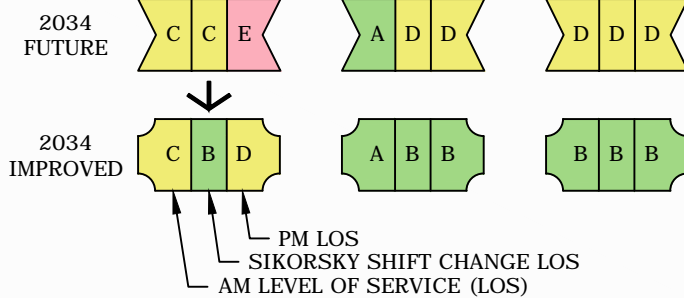 2034
FUTURE
C C E
A D D
D D D
2034
IMPROVED
C B D
A B B
B B B
PM LOS
SIKORSKY SHIFT CHANGE LOS
AM LEVEL OF SERVICE (LOS)